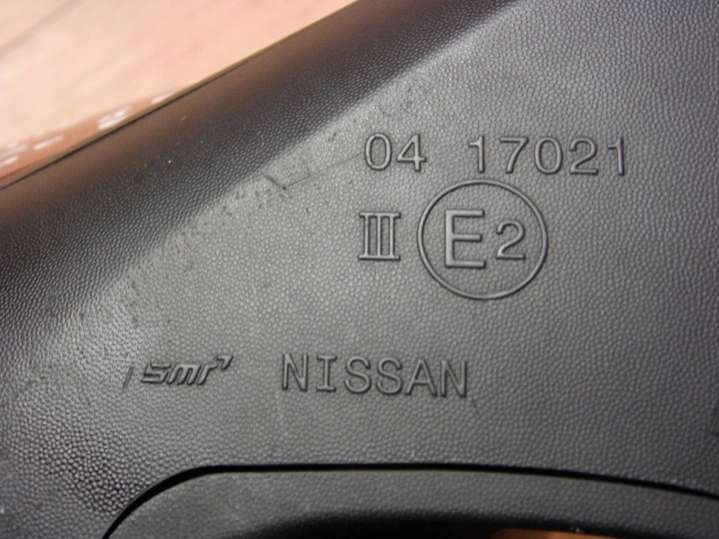 04 17021
III E2
smr NISSAN